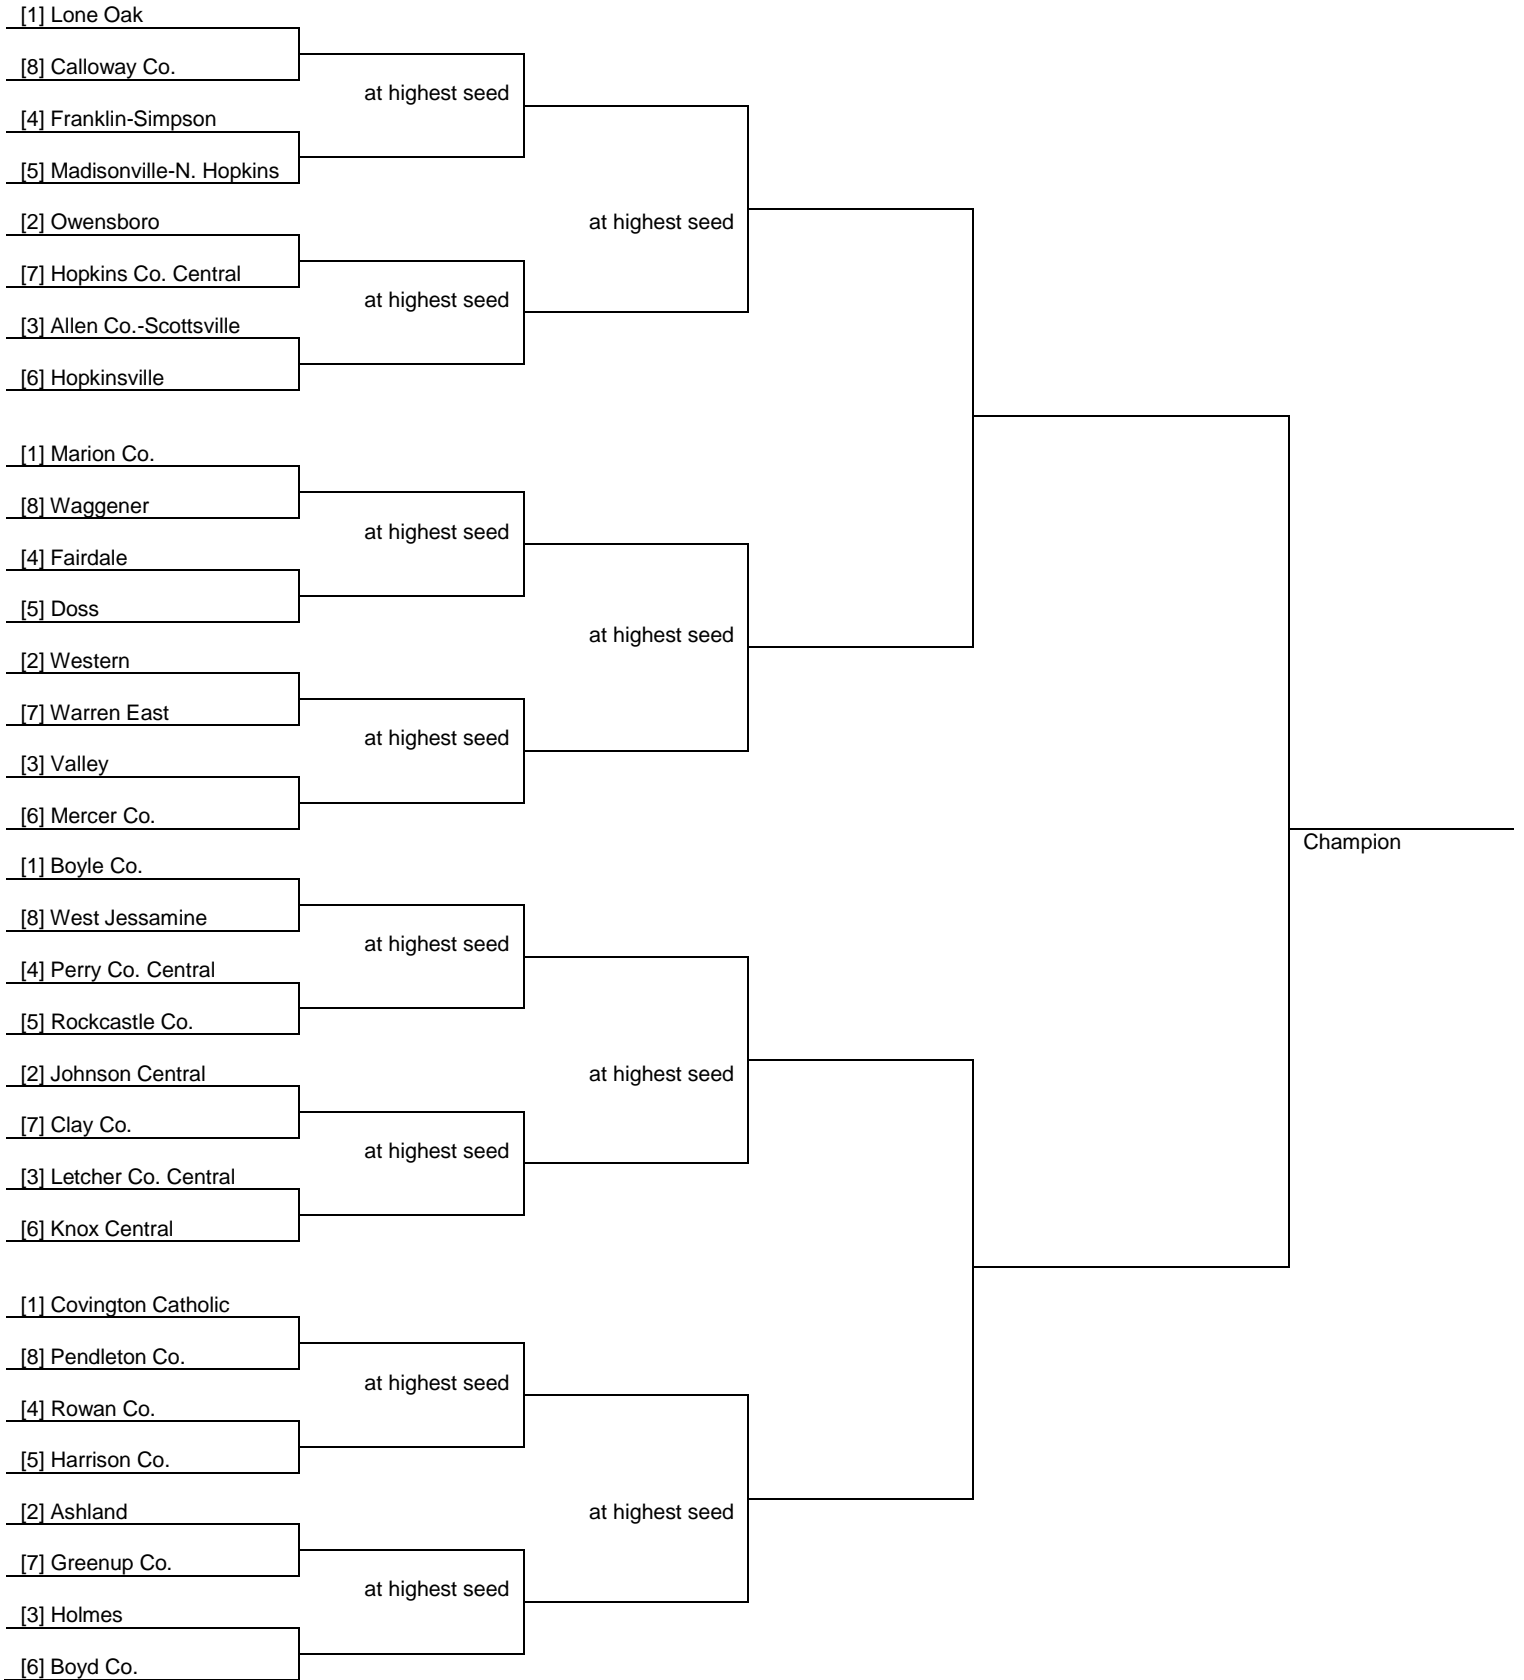 [1] Lone Oak
[8] Calloway Co.
at highest seed
[4] Franklin-Simpson
[5] Madisonville-N. Hopkins
[2] Owensboro
at highest seed
[7] Hopkins Co. Central
at highest seed
[3] Allen Co.-Scottsville
[6] Hopkinsville
[1] Marion Co.
[8] Waggener
at highest seed
[4] Fairdale
[5] Doss
at highest seed
[2] Western
[7] Warren East
at highest seed
[3] Valley
[6] Mercer Co.
Champion
[1] Boyle Co.
[8] West Jessamine
at highest seed
[4] Perry Co. Central
[5] Rockcastle Co.
[2] Johnson Central
at highest seed
[7] Clay Co.
at highest seed
[3] Letcher Co. Central
[6] Knox Central
[1] Covington Catholic
[8] Pendleton Co.
at highest seed
[4] Rowan Co.
[5] Harrison Co.
[2] Ashland
at highest seed
[7] Greenup Co.
at highest seed
[3] Holmes
[6] Boyd Co.